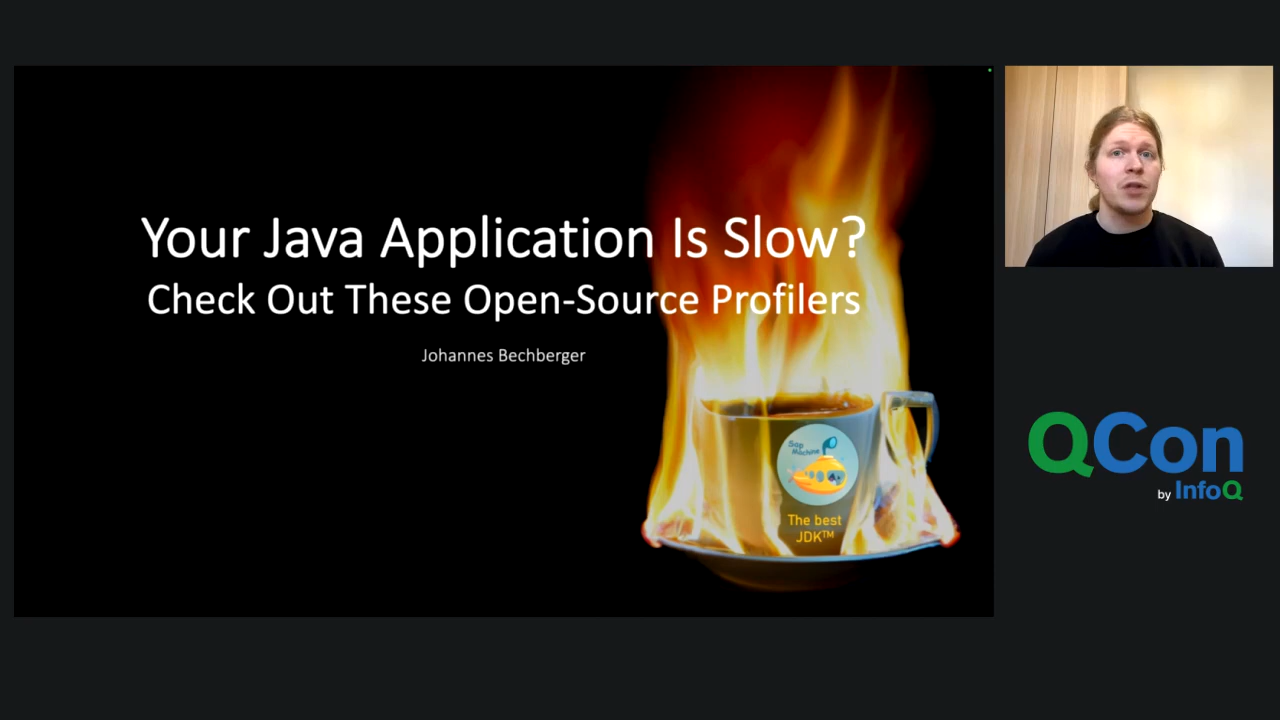 Your Java Application Is Slow?
Check Out These Open-Source Profilers
Johannes Bechberger
Sap
Machine
The best
JDK™
QCon
by InfoQ